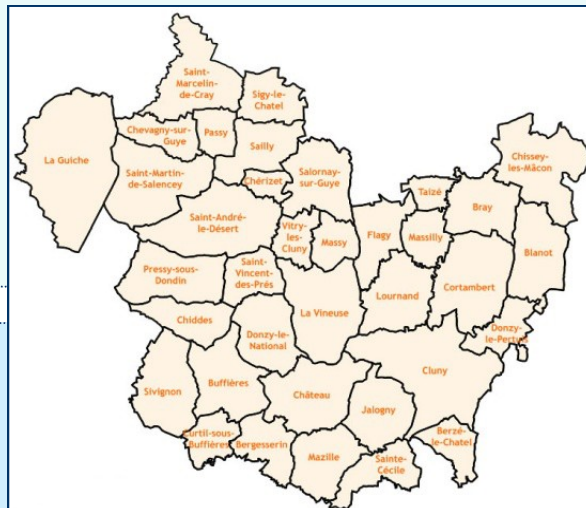 Saint-
Marcelin-
de-Cray
Sigy-le-
Chatel
Chevagny-sur-
Guye
Passy
Sailly
La Guiche
Saint-Martin-
de-Salencey
Chérizet
Salornay-
sur-Guye
Chissey-
les-Mâcon
Taizé
Bray
Saint-André-
le-Désert
Vitry-
les-
Cluny
Massy
Flagy
Massilly
Blanot
Pressy-sous-
Dondin
Saint-
Vincent-
des-Prés
Lournand
Cortambert
La Vineuse
Chiddes
Donzy-le-
National
Donzy-
le-Pertuis
Cluny
Sivignon
Buffières
Château
Jalogny
Curtil-sous-
Buffières
Bergesserin
Mazille
Sainte-
Cécile
Berzé-
le-Chatel